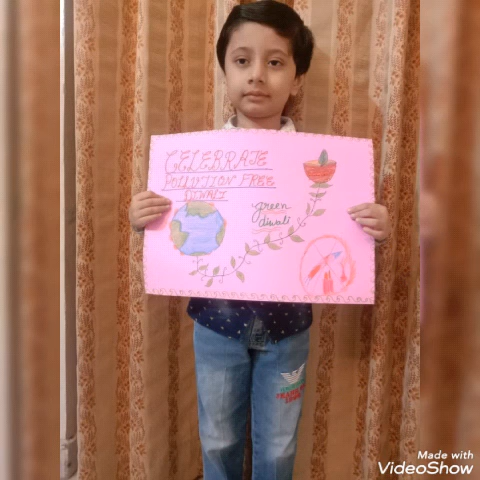 CELEBRATE
POLLUTION FREE
DIWALI
green
diwali
Made with
VideoShow